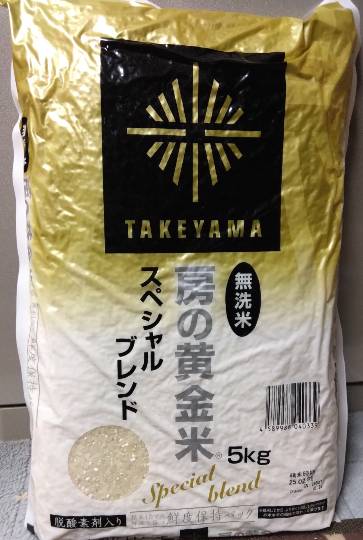 TAKEYAMA
無洗米
房の黄金米®
スペシャル
ブレンド
5kg
Special
blend
脱酸素剤入り
鮮度保持パック